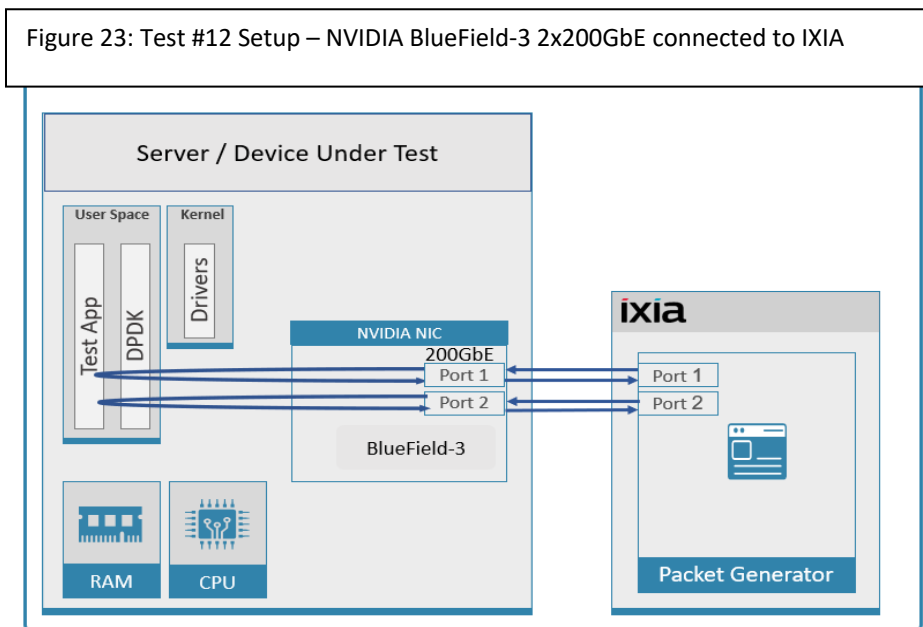 Figure 23: Test #12 Setup – NVIDIA BlueField-3 2x200GbE connected to IXIA
Server / Device Under Test
User Space
Kernel
Test App
DPDK
Drivers
NVIDIA NIC
200GbE
Port 1
Port 2
BlueField-3
RAM
CPU
ixia
Port 1
Port 2
Packet Generator